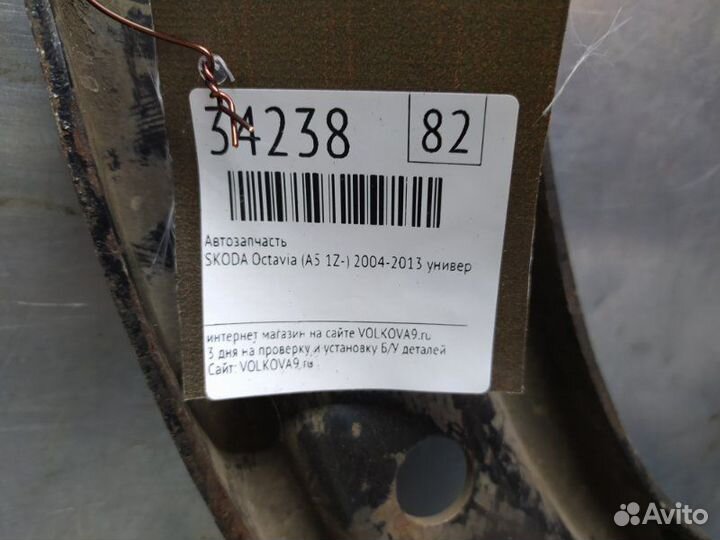 34238
82
Автозапчасть
SKODA Octavia (A5 1Z-) 2004-2013 универ
интернет магазин на сайте VOLKOVA9.ru
3 дня на проверку и установку Б/У деталей
Сайт: VOLKOVA9.ru
Avito